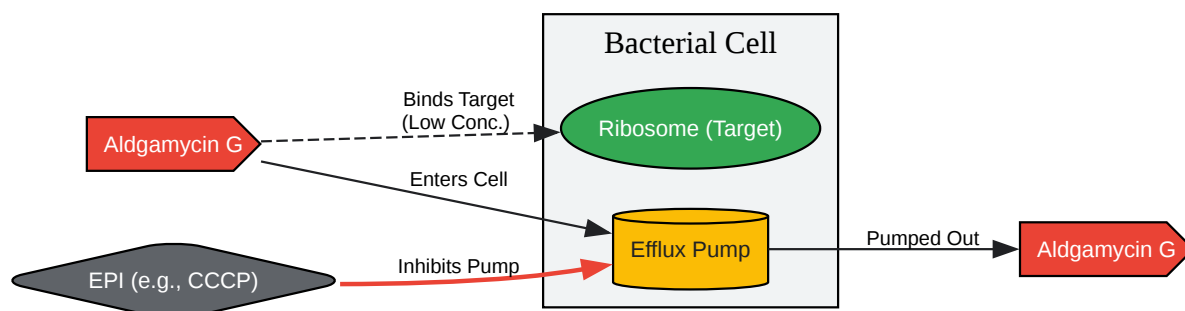 Bacterial Cell
Binds Target
(Low Conc.)
Ribosome (Target)
Aldgamycin G
Enters Cell
Efflux Pump
Pumped Out
Aldgamycin G
Inhibits Pump
EPI (e.g., CCCP)